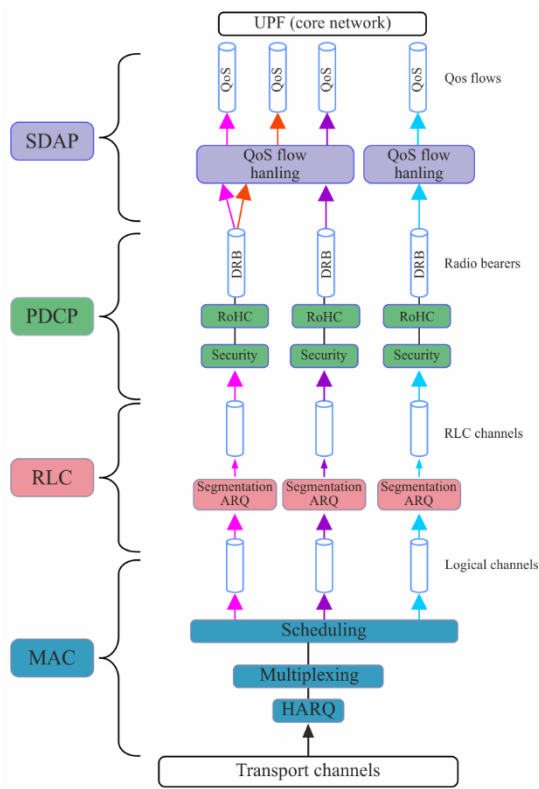 UPF (core network)
QoS
QoS
QoS
QoS
Qos flows
SDAP
QoS flow
hanling
QoS flow
hanling
DRB
DRB
DRB
Radio bearers
PDCP
RoHC
RoHC
RoHC
Security
Security
Security
RLC channels
RLC
Segmentation
ARQ
Segmentation
ARQ
Segmentation
ARQ
Logical channels
Scheduling
MAC
Multiplexing
HARQ
Transport channels